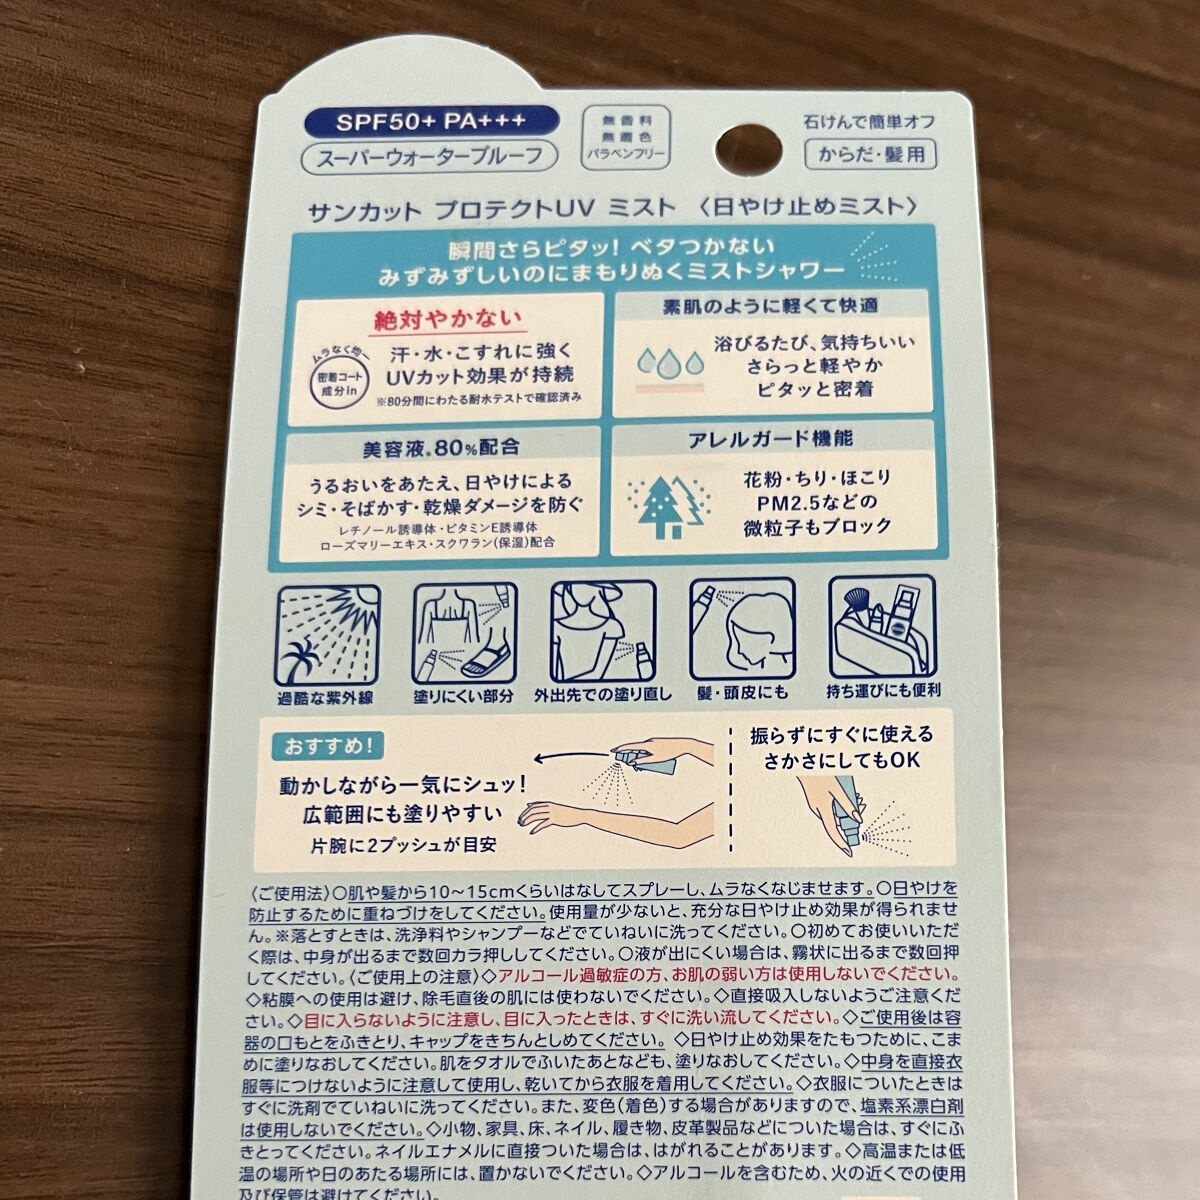 SPF50+ PA+++
スーパーウォータープルーフ
無香料
無着色
パラベンフリー
石けんで簡単オフ
からだ・髪用
サンカット プロテクトUV ミスト 〈日やけ止めミスト〉
瞬間さらピタッ! ベタつかない
みずみずしいのにまもりぬくミストシャワー
絶対やかない
ムラなく均一
密着コート
成分in
汗・水・こすれに強く
UVカット効果が持続
※80分間にわたる耐水テストで確認済み
素肌のように軽くて快適
浴びるたび、気持ちいい
さらっと軽やか
ピタッと密着
美容液※80%配合
うるおいをあたえ、日やけによる
シミ・そばかす・乾燥ダメージを防ぐ
レチノール誘導体・ビタミンE誘導体
ローズマリーエキス・スクワラン(保湿)配合
アレルガード機能
花粉・ちり・ほこり
PM2.5などの
微粒子もブロック
過酷な紫外線
塗りにくい部分
外出先での塗り直し
髪・頭皮にも
持ち運びにも便利
おすすめ!
動かしながら一気にシュッ!
広範囲にも塗りやすい
片腕に2プッシュが目安
振らずにすぐに使える
さかさにしてもOK
〈ご使用法〉○肌や髪から10〜15cmくらいはなしてスプレーし、ムラなくなじませます。○日やけを
防止するために重ねづけをしてください。使用量が少ないと、充分な日やけ止め効果が得られませ
ん。※落とすときは、洗浄料やシャンプーなどでていねいに洗ってください。○初めてお使いいただ
く際は、中身が出るまで数回カラ押ししてください。○液が出にくい場合は、霧状に出るまで数回押
してください。〈ご使用上の注意〉◇アルコール過敏症の方、お肌の弱い方は使用しないでください。
◇粘膜への使用は避け、除毛直後の肌には使わないでください。◇直接吸入しないようご注意くだ
さい。◇目に入らないように注意し、目に入ったときは、すぐに洗い流してください。◇ご使用後は容
器の口もとをふきとり、キャップをきちんとしめてください。◇日やけ止め効果をたもつために、こま
めに塗りなおしてください。肌をタオルでふいたあとなども、塗りなおしてください。◇中身を直接衣
服等につけないように注意して使用し、乾いてから衣服を着用してください。◇衣服についたときは
すぐに洗剤でていねいに洗ってください。また、変色(着色)する場合がありますので、塩素系漂白剤
は使用しないでください。◇小物、家具、床、ネイル、履き物、皮革製品などについた場合は、すぐにふ
きとってください。ネイルエナメルに直接ついた場合は、はがれることがあります。◇高温または低
温の場所や日のあたる場所には、置かないでください。◇アルコールを含むため、火の近くでの使用
及び保管は避けてください。